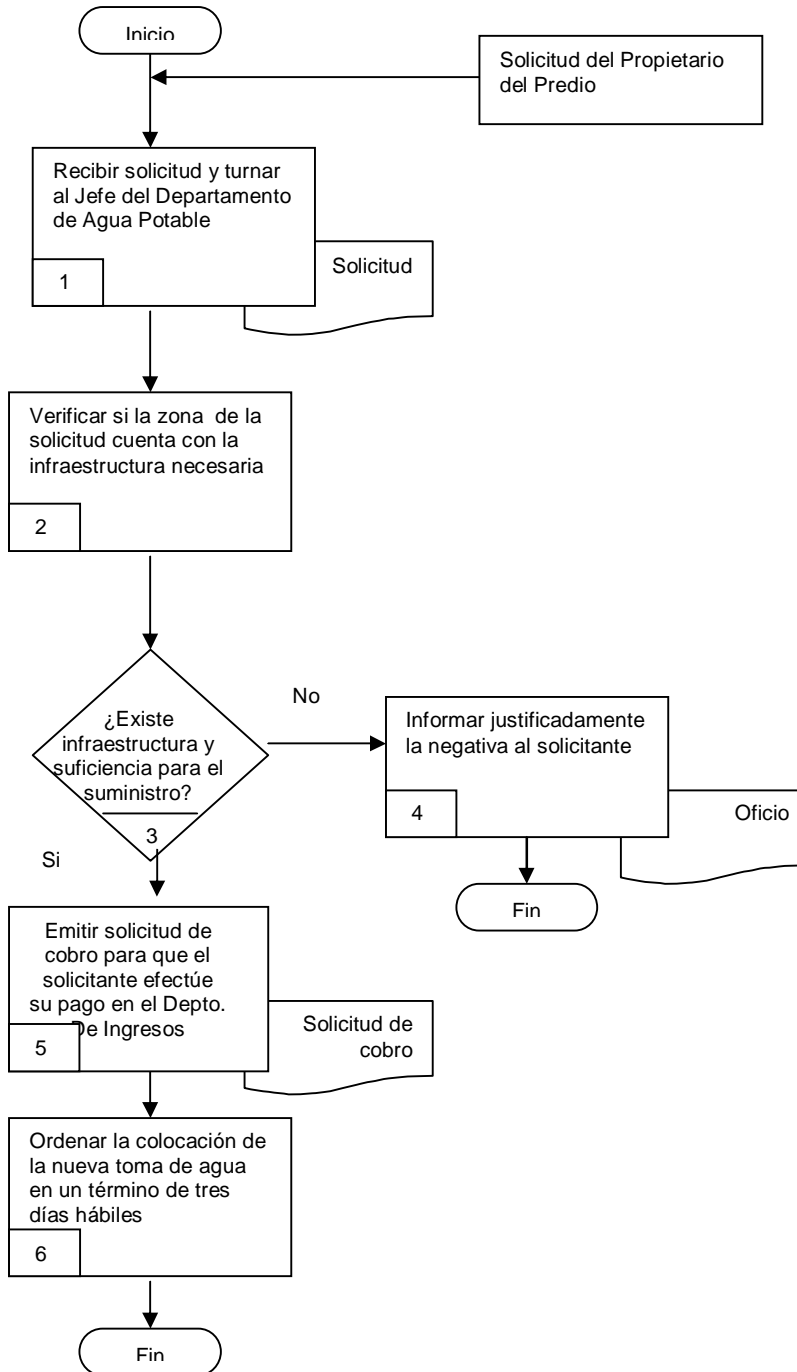 Inicio
Solicitud del Propietario
del Predio
Recibir solicitud y turnar
al Jefe del Departamento
de Agua Potable
1
Solicitud
Verificar si la zona de la
solicitud cuenta con la
infraestructura necesaria
2
¿Existe
infraestructura y
suficiencia para el
suministro?
3
No
Informar justificadamente
la negativa al solicitante
4
Oficio
Fin
Si
Emitir solicitud de
cobro para que el
solicitante efectúe
su pago en el Depto.
De Ingresos
5
Solicitud de
cobro
Ordenar la colocación de
la nueva toma de agua
en un término de tres
días hábiles
6
Fin